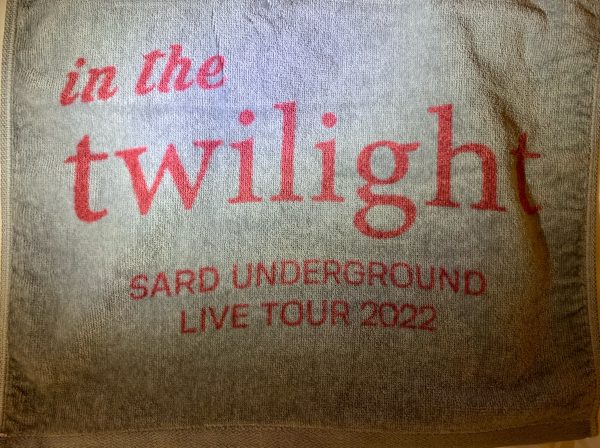 in the
twilight
SARD UNDERGROUND
LIVE TOUR 2022